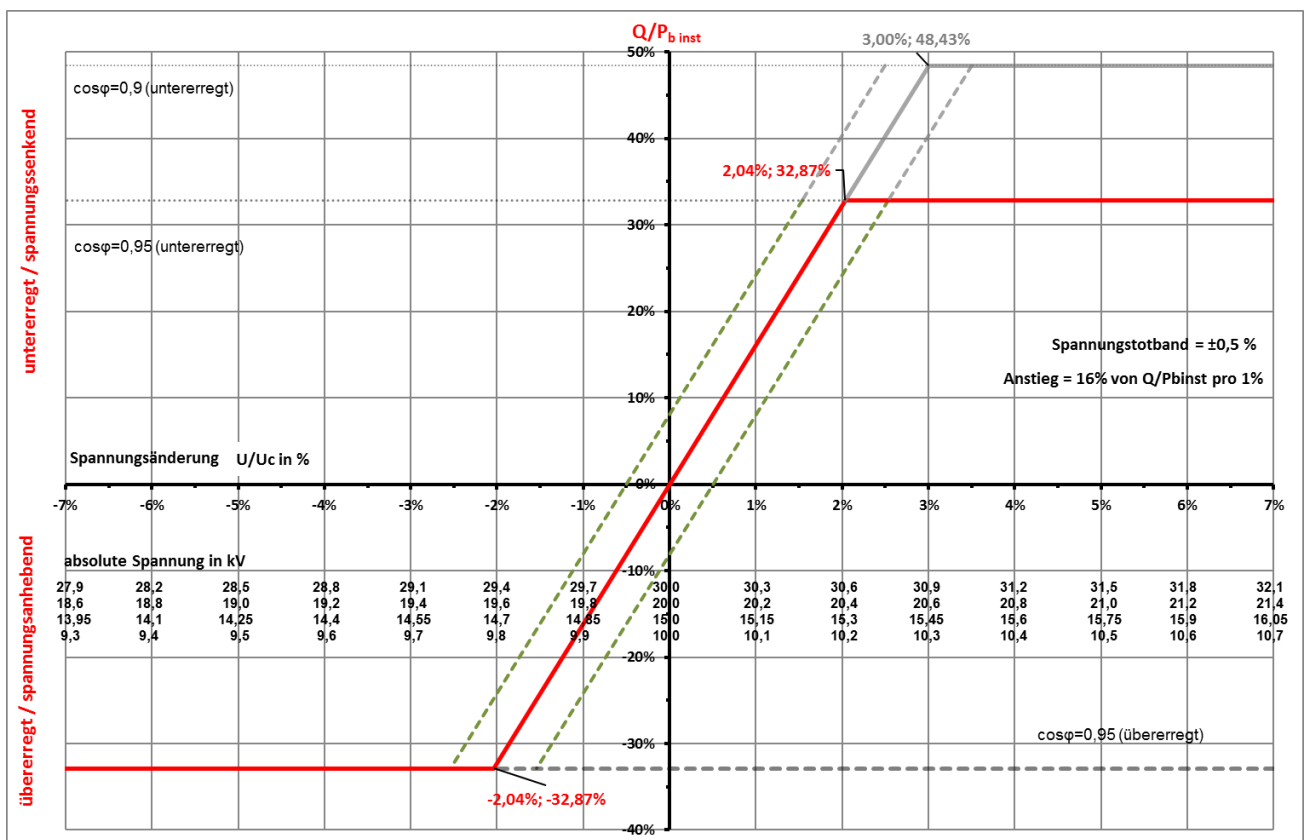 Q/Pb inst
3,00%; 48,43%
50%
cosφ=0,9 (untererregt)
untererregt / spannungssenkend
40%
2,04%; 32,87%
30%
cosφ=0,95 (untererregt)
20%
Spannungstotband = ±0,5 %
Anstieg = 16% von Q/Pbinst pro 1%
10%
Spannungsänderung U/Uc in %
0%
-7% -6% -5% -4% -3% -2% -1% 0% 1% 2% 3% 4% 5% 6% 7%
übererregt / spannungsanhebend
absolute Spannung in kV
-10%
27,9 28,2 28,5 28,8 29,1 29,4 29,7 30,0 30,3 30,6 30,9 31,2 31,5 31,8 32,1
18,6 18,8 19,0 19,2 19,4 19,6 19,8 20,0 20,2 20,4 20,6 20,8 21,0 21,2 21,4
13,95 14,1 14,25 14,4 14,55 14,7 14,85 15,0 15,15 15,3 15,45 15,6 15,75 15,9 16,05
9,3 9,4 9,5 9,6 9,7 9,8 9,9 10,0 10,1 10,2 10,3 10,4 10,5 10,6 10,7
-20%
cosφ=0,95 (übererregt)
-30%
-2,04%; -32,87%
-40%